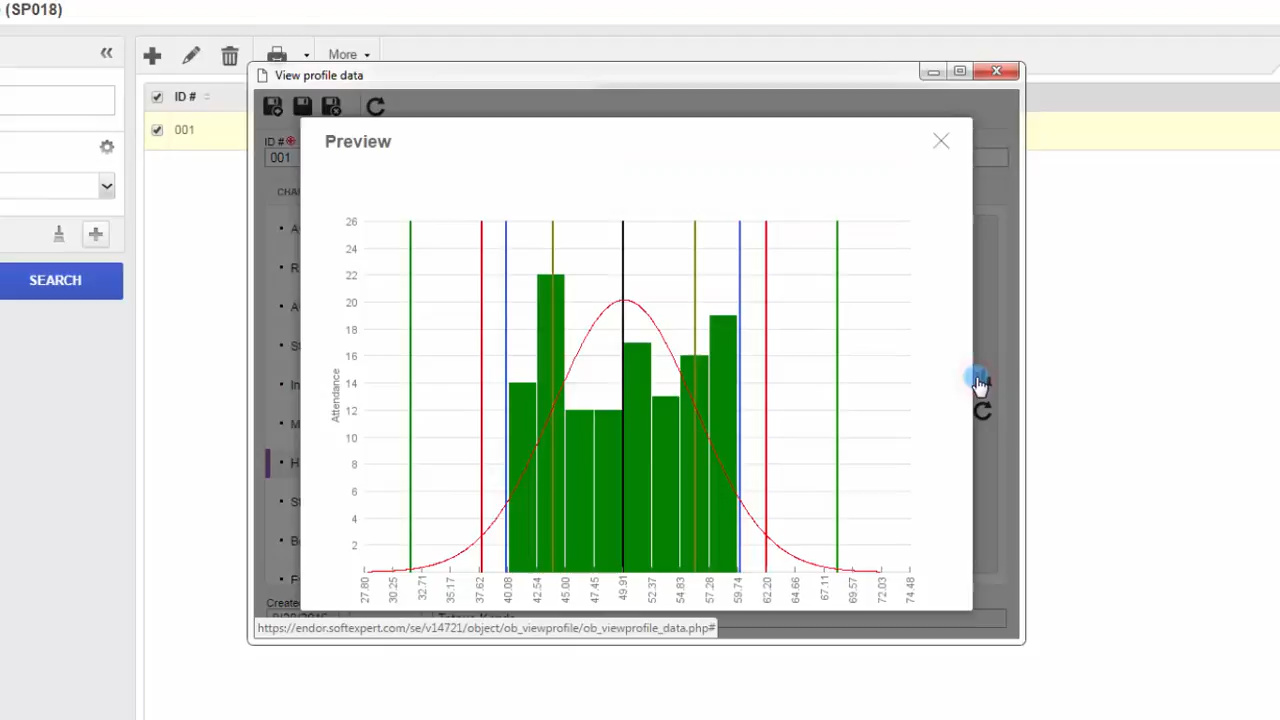 (SP018)
More
View profile data
ID #
001
ID #
001
Preview
SEARCH
Attendance
26
24
22
20
18
16
14
12
10
8
6
4
2
27.80 30.25 32.71 35.17 37.62 40.08 42.54 45.00 47.45 49.91 52.37 54.83 57.28 59.74 62.20 64.66 67.11 69.57 72.03 74.48
Created
https://endor.softexpert.com/se/v14721/object/ob_viewprofile/ob_viewprofile_data.php#